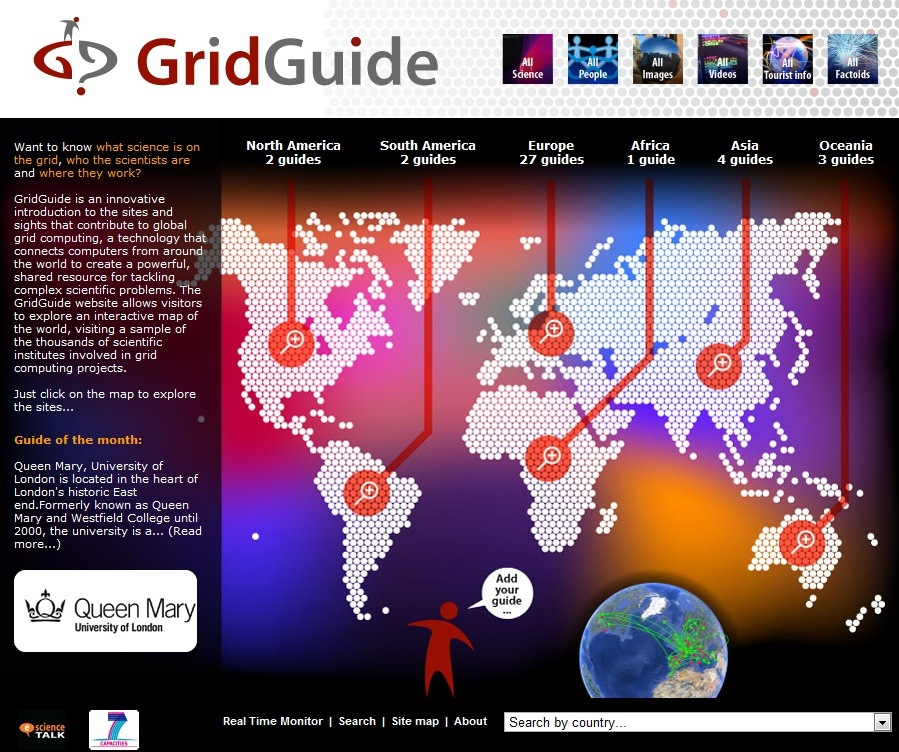 GridGuide
All
Science
All
People
All
Images
All
Videos
All
Tourist info
All
Factoids
Want to know what science is on
the grid, who the scientists are
and where they work?
GridGuide is an innovative
introduction to the sites and
sights that contribute to global
grid computing, a technology that
connects computers from around
the world to create a powerful,
shared resource for tackling
complex scientific problems. The
GridGuide website allows visitors
to explore an interactive map of
the world, visiting a sample of
the thousands of scientific
institutes involved in grid
computing projects.
Just click on the map to explore
the sites...
Guide of the month:
Queen Mary, University of
London is located in the heart of
London's historic East
end.Formerly known as Queen
Mary and Westfield College until
2000, the university is a... (Read
more...)
Queen Mary
University of London
North America
2 guides
South America
2 guides
Europe
27 guides
Africa
1 guide
Asia
4 guides
Oceania
3 guides
Add
your
guide
...
e science
TALK
7
CAPACITIES
Real Time Monitor | Search | Site map | About
Search by country...